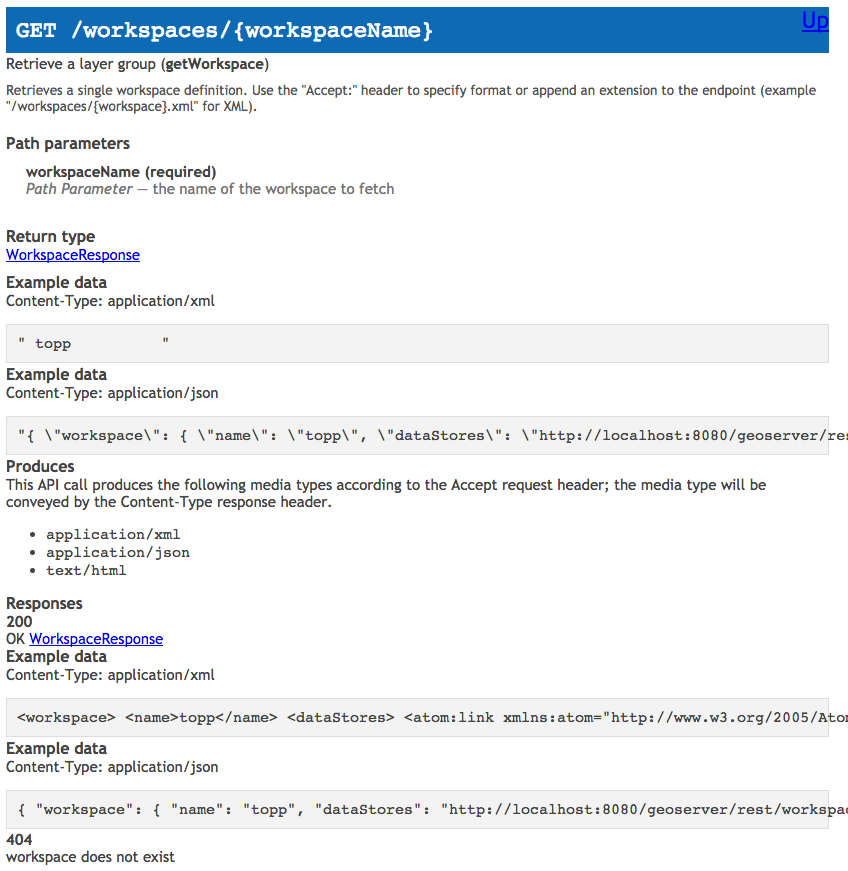 GET /workspaces/{workspaceName}
Up
Retrieve a layer group (getWorkspace)
Retrieves a single workspace definition. Use the "Accept:" header to specify format or append an extension to the endpoint (example
"/workspaces/{workspace}.xml" for XML).
Path parameters
workspaceName (required)
Path Parameter — the name of the workspace to fetch
Return type
WorkspaceResponse
Example data
Content-Type: application/xml
" topp          "
Example data
Content-Type: application/json
"{ \"workspace\": { \"name\": \"topp\", \"dataStores\": \"http://localhost:8080/geoserver/res
Produces
This API call produces the following media types according to the Accept request header; the media type will be
conveyed by the Content-Type response header.
• application/xml
• application/json
• text/html
Responses
200
OK WorkspaceResponse
Example data
Content-Type: application/xml
<workspace> <name>topp</name> <dataStores> <atom:link xmlns:atom="http://www.w3.org/2005/Atom
Example data
Content-Type: application/json
{ "workspace": { "name": "topp", "dataStores": "http://localhost:8080/geoserver/rest/workspac
404
workspace does not exist